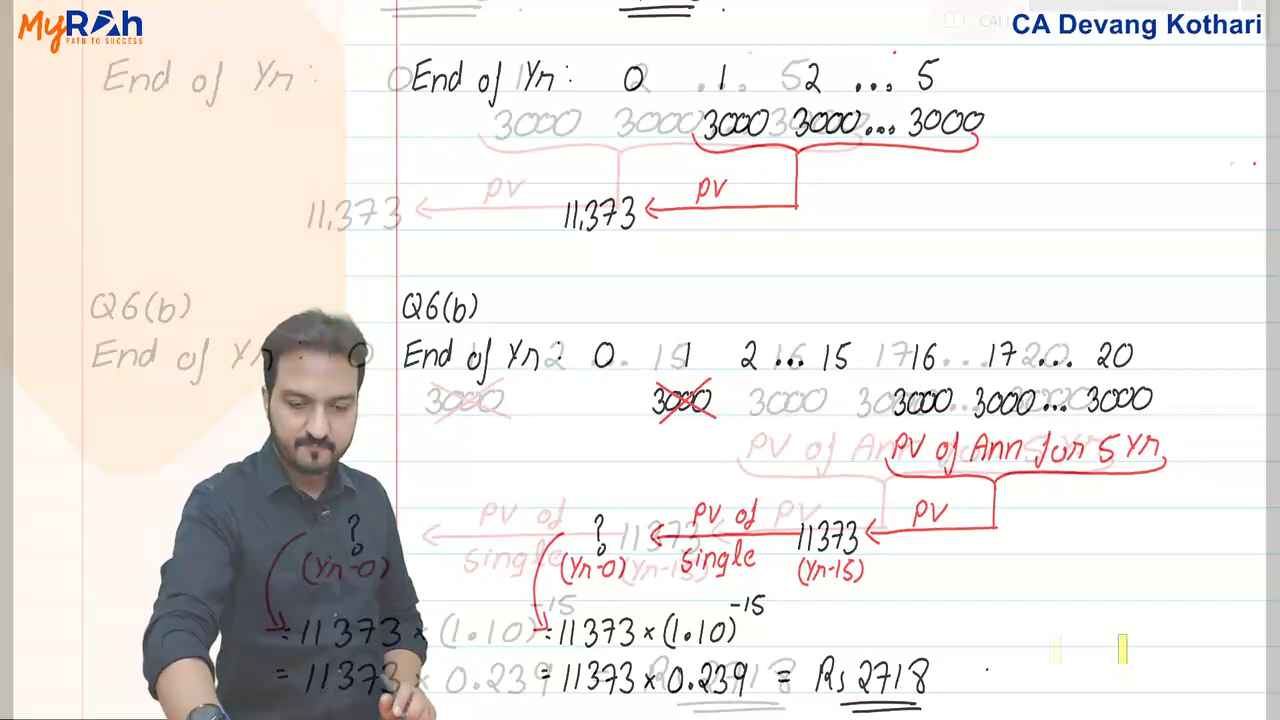 MyRah
PATH TO SUCCESS
CA Devang Kothari
End of Yr: 0 1 2 ... 5
3000 3000 ... 3000
PV
11,373
Q6(b)
End of Yr: 0 1 2 ... 15 16 17 ... 20
3000 3000 3000 ... 3000
PV of Ann for 5 Yr
PV
? PV of single 11373
(Yr-0) (Yr-15)
= 11373 × (1.10)^-15
= 11373 × 0.239 = Rs 2718